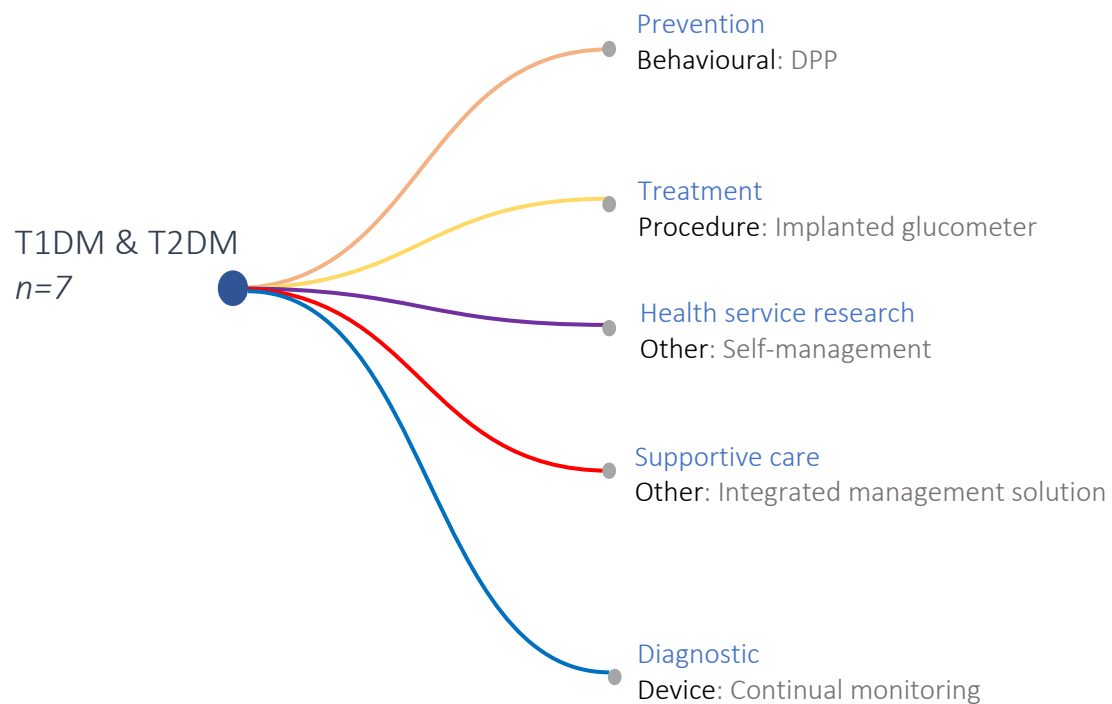 Prevention
Behavioural: DPP
Treatment
Procedure: Implanted glucometer
T1DM & T2DM
n=7
Health service research
Other: Self-management
Supportive care
Other: Integrated management solution
Diagnostic
Device: Continual monitoring